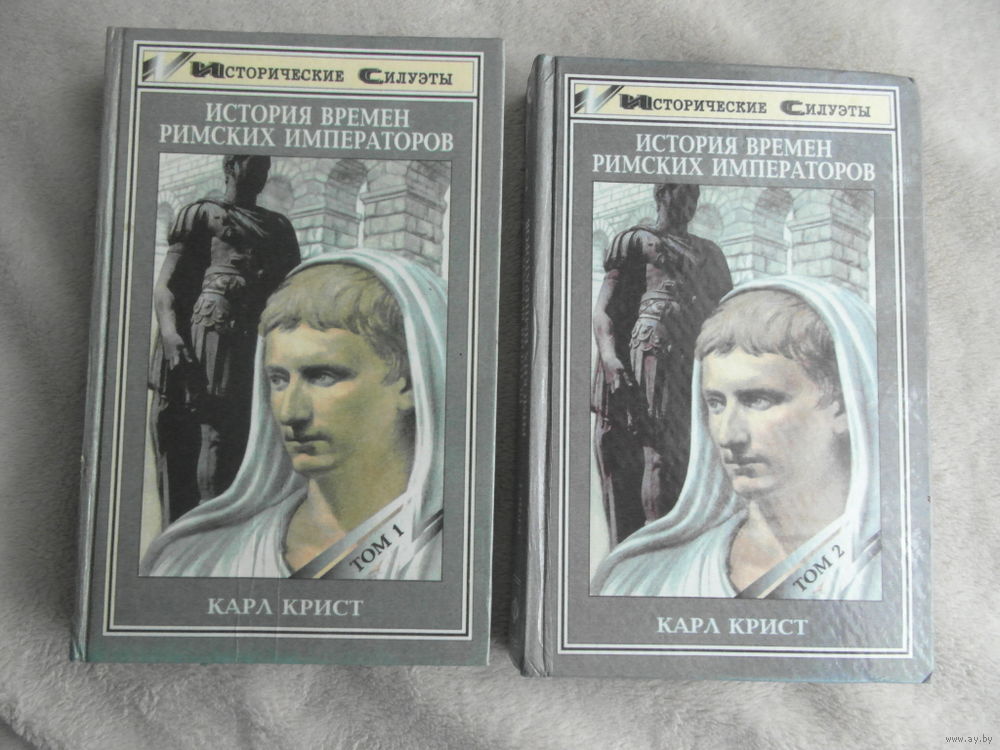 Исторические Силуэты
ИСТОРИЯ ВРЕМЕН
РИМСКИХ ИМПЕРАТОРОВ
ТОМ 1
КАРЛ КРИСТ
Исторические Силуэты
ИСТОРИЯ ВРЕМЕН
РИМСКИХ ИМПЕРАТОРОВ
ТОМ 2
КАРЛ КРИСТ
www.ay.by